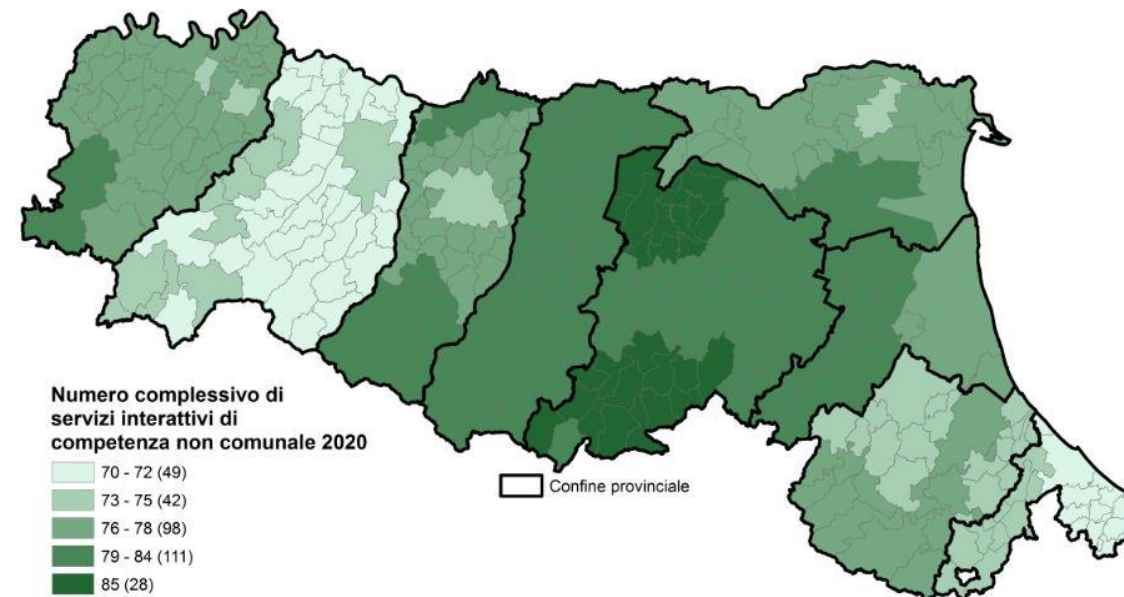 Numero complessivo di
servizi interattivi di
competenza non comunale 2020
70 - 72 (49)
73 - 75 (42)
76 - 78 (98)
79 - 84 (111)
85 (28)
Confine provinciale